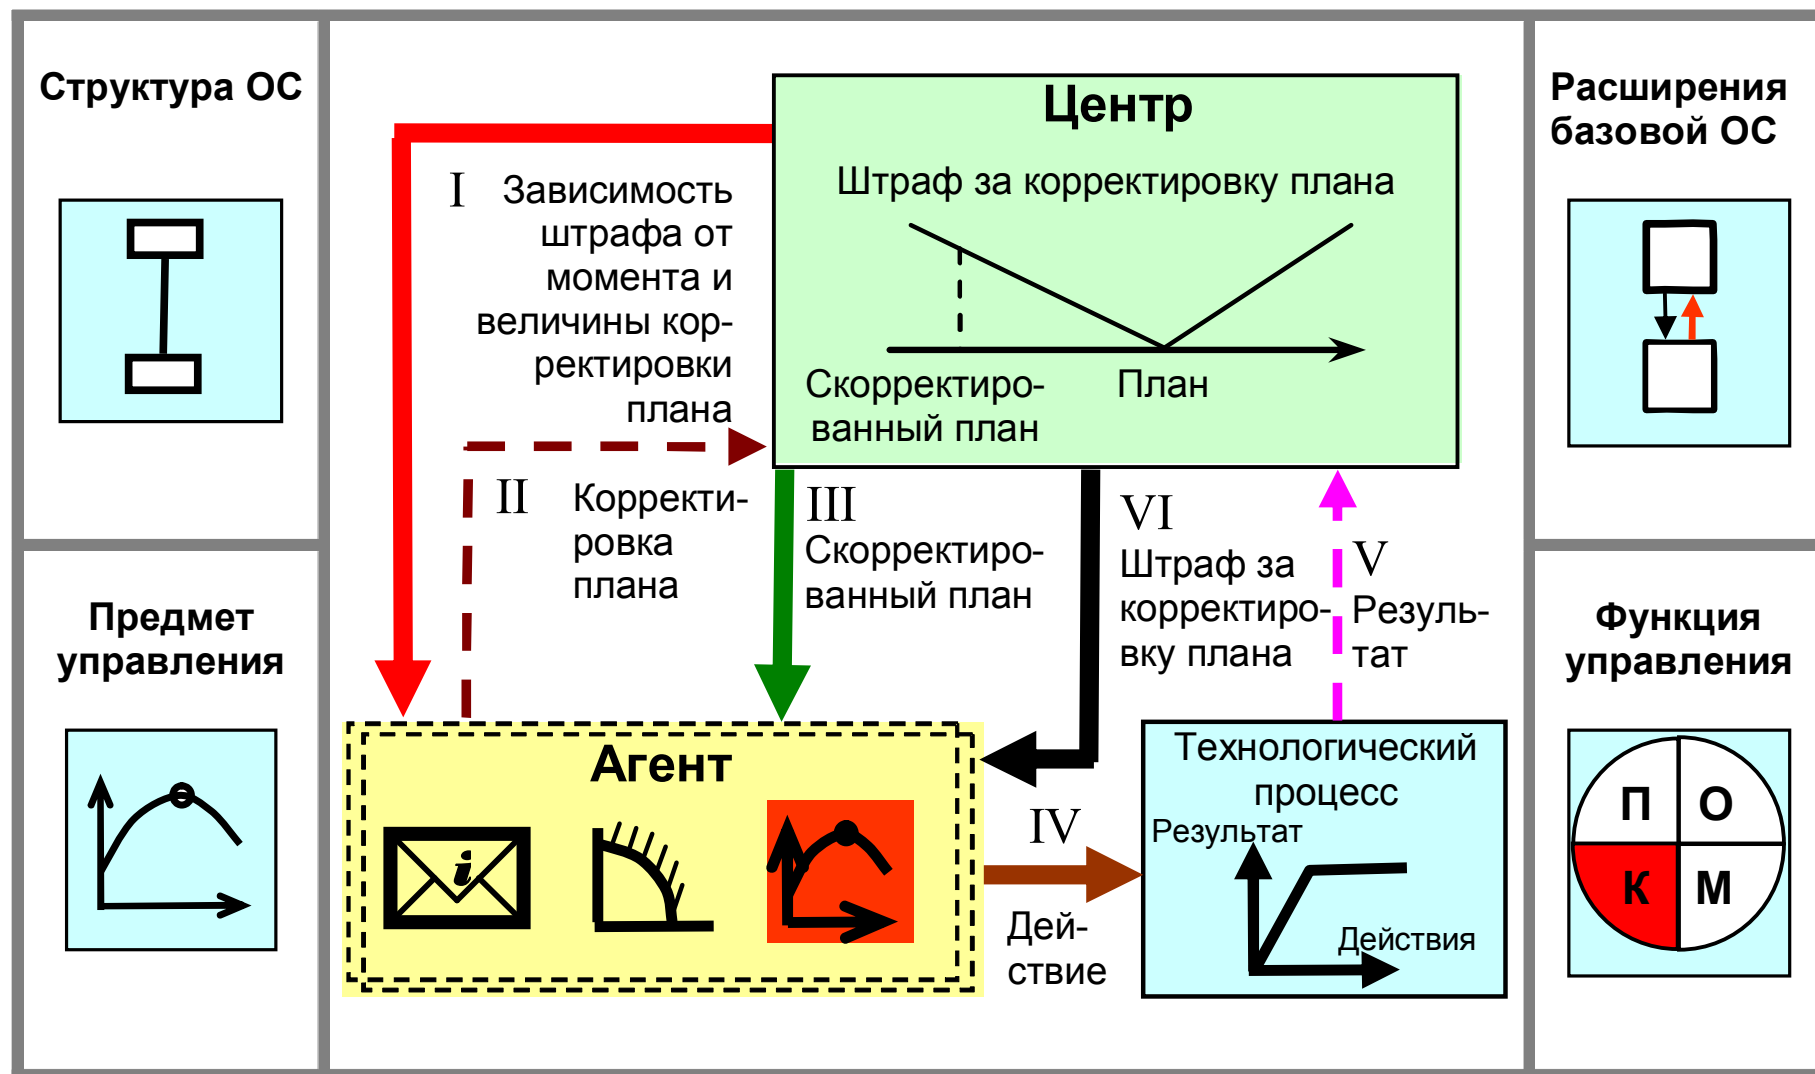 Структура ОС
Предмет
управления
Центр
Штраф за корректировку плана
Скорректиро-
ванный план
План
I
Зависимость
штрафа от
момента и
величины кор-
ректировки
плана
II
Корректи-
ровка
плана
III
Скорректиро-
ванный план
VI
Штраф за
корректиро-
вку плана
V
Резуль-
тат
Агент
i
IV
Дей-
ствие
Технологический
процесс
Результат
Действия
Расширения
базовой ОС
Функция
управления
П
О
К
М